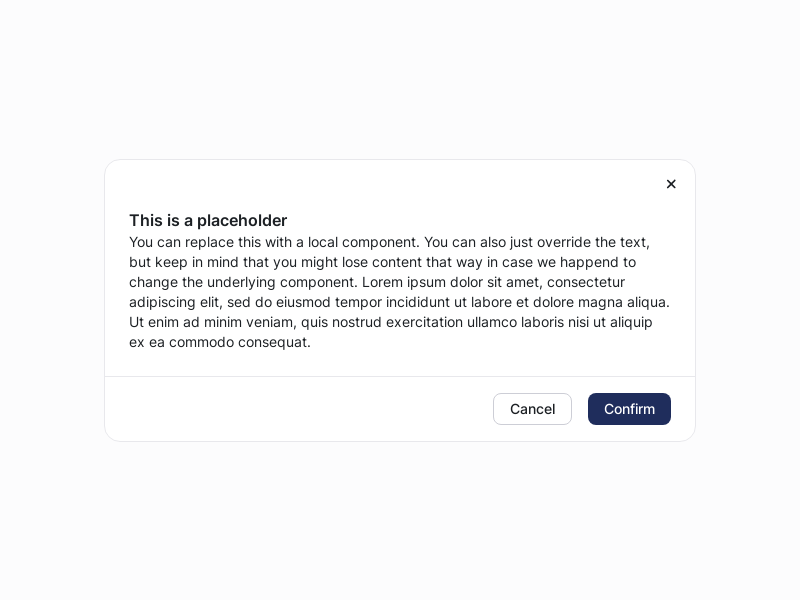 This is a placeholder
You can replace this with a local component. You can also just override the text,
but keep in mind that you might lose content that way in case we happend to
change the underlying component. Lorem ipsum dolor sit amet, consectetur
adipiscing elit, sed do eiusmod tempor incididunt ut labore et dolore magna aliqua.
Ut enim ad minim veniam, quis nostrud exercitation ullamco laboris nisi ut aliquip
ex ea commodo consequat.
Cancel
Confirm